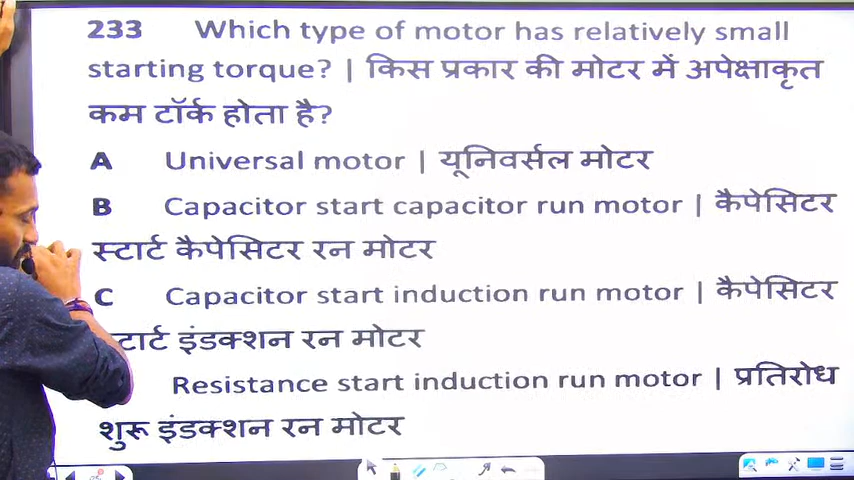 233 Which type of motor has relatively small
starting torque? | किस प्रकार की मोटर में अपेक्षाकृत
कम टॉर्क होता है?
A Universal motor | यूनिवर्सल मोटर
B Capacitor start capacitor run motor | कैपेसिटर
स्टार्ट कैपेसिटर रन मोटर
C Capacitor start induction run motor | कैपेसिटर
इंडक्शन रन मोटर
Resistance start induction run motor | प्रतिरोध
शुरू इंडक्शन रन मोटर